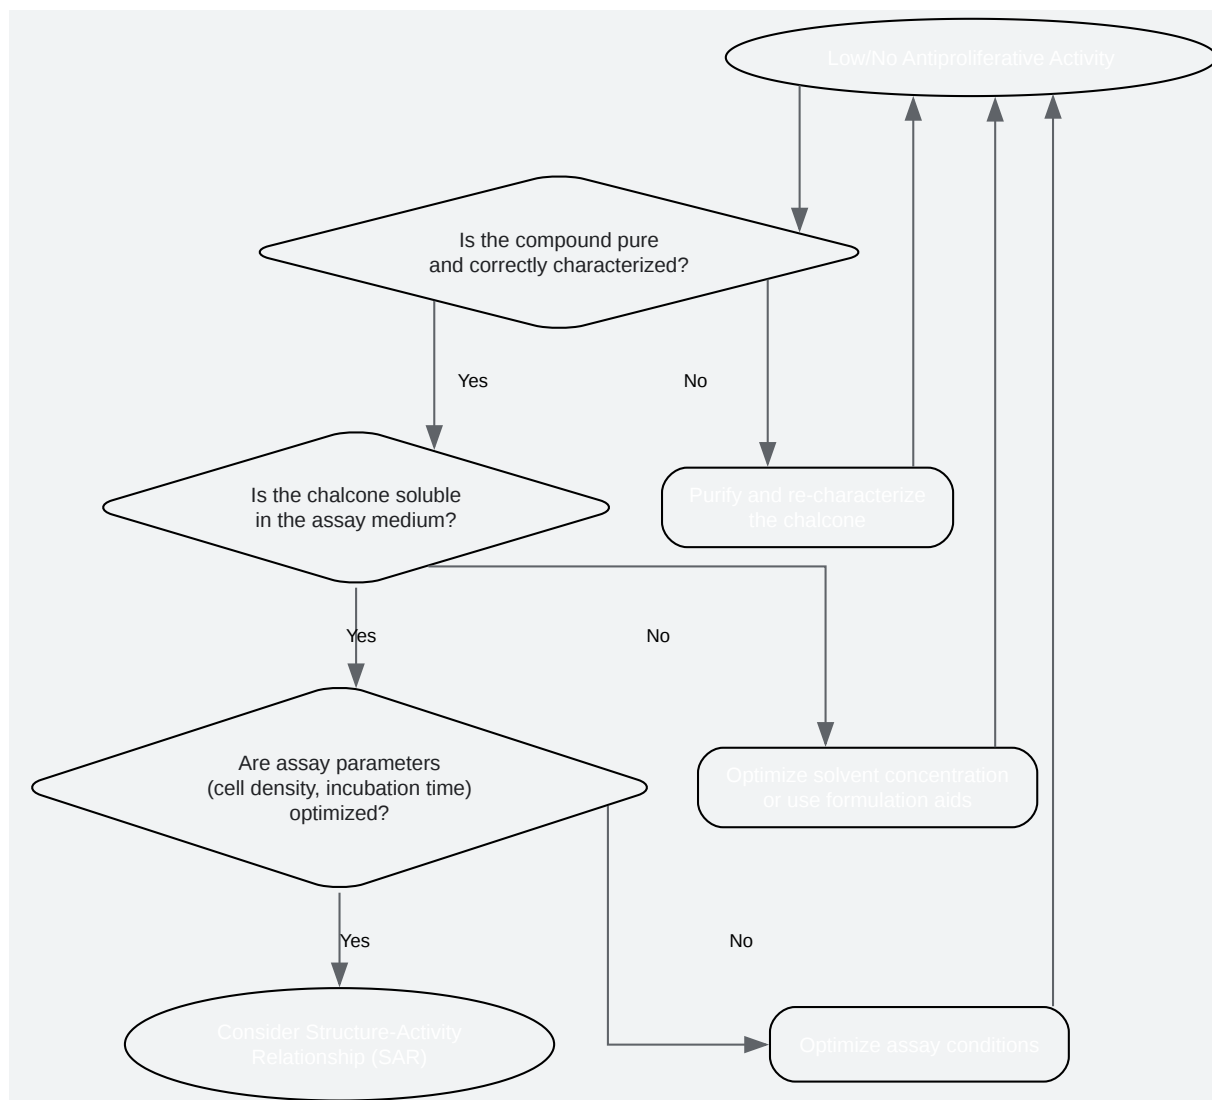 Low/No Antiproliferative Activity
Is the compound pure
and correctly characterized?
Yes
No
Is the chalcone soluble
in the assay medium?
Purify and re-characterize
the chalcone
Yes
No
Are assay parameters
(cell density, incubation time)
optimized?
Optimize solvent concentration
or use formulation aids
Yes
No
Consider Structure-Activity
Relationship (SAR)
Optimize assay conditions